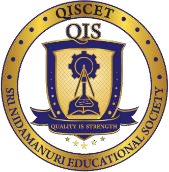 QISCET
QIS
QUALITY IS STRENGTH
SRI NIDAMANURI EDUCATIONAL SOCIETY